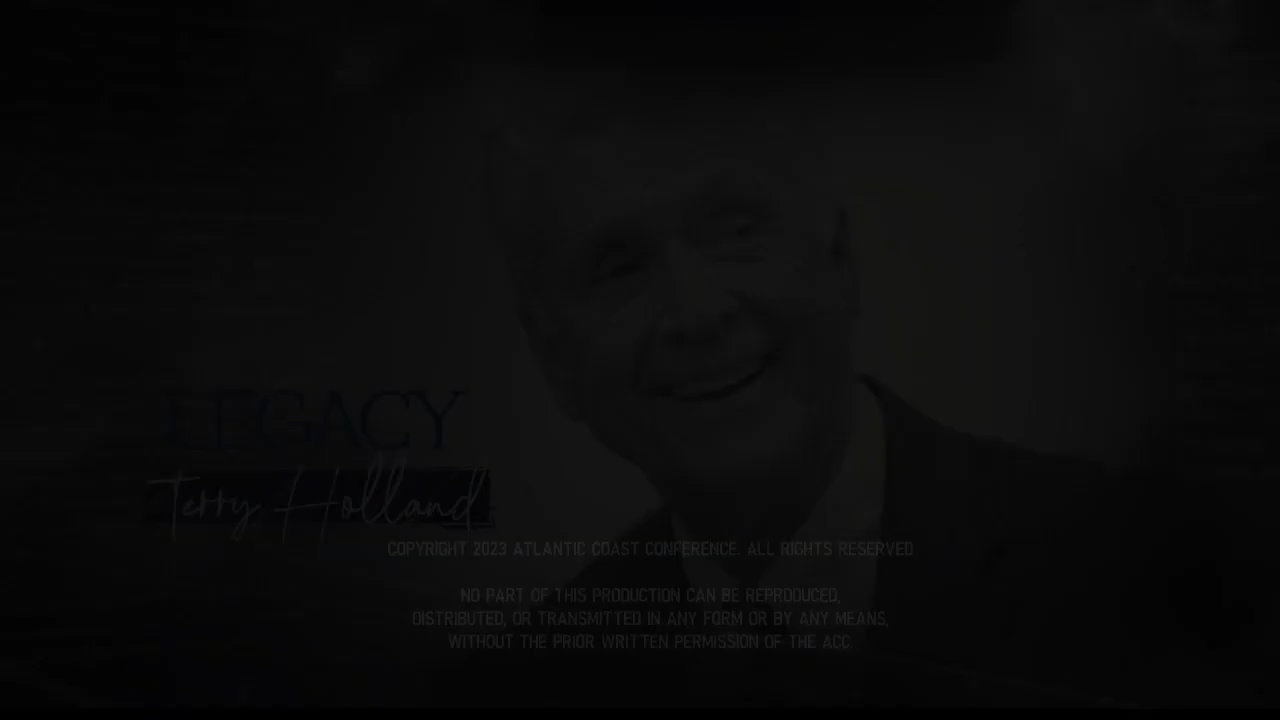 LEGACY
Terry Holland
COPYRIGHT 2023 ATLANTIC COAST CONFERENCE. ALL RIGHTS RESERVED
NO PART OF THIS PRODUCTION CAN BE REPRODUCED,
DISTRIBUTED, OR TRANSMITTED IN ANY FORM OR BY ANY MEANS,
WITHOUT THE PRIOR WRITTEN PERMISSION OF THE ACC.